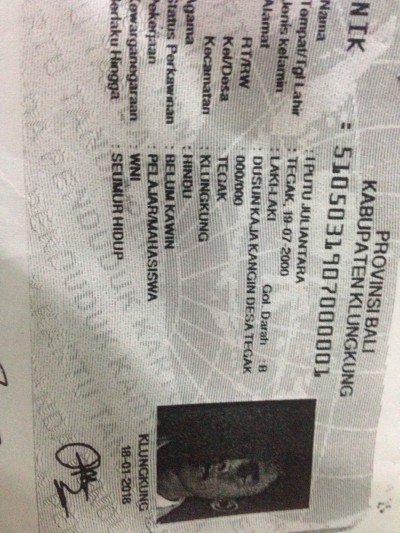 PROVINSI BALI
KABUPATEN KLUNGKUNG
NIK : 5105031907000001
Nama : I PUTU JULIANTARA
Tempat/Tgl Lahir : TEGAK, 19-07-2000
Jenis kelamin : LAKI-LAKI Gol. Darah :B
Alamat : DUSUN KAJA KANGIN DESA TEGAK
RT/RW 000/000
Kel/Desa TEGAK
Kecamatan : KLUNGKUNG
Agama : HINDU
Status Perkawinan : BELUM KAWIN
Pekerjaan PELAJAR/MAHASISWA
Kewarganegaraan : WNI
Berlaku Hingga : SEUMUR HIDUP
KLUNGKUNG
18-01-2018